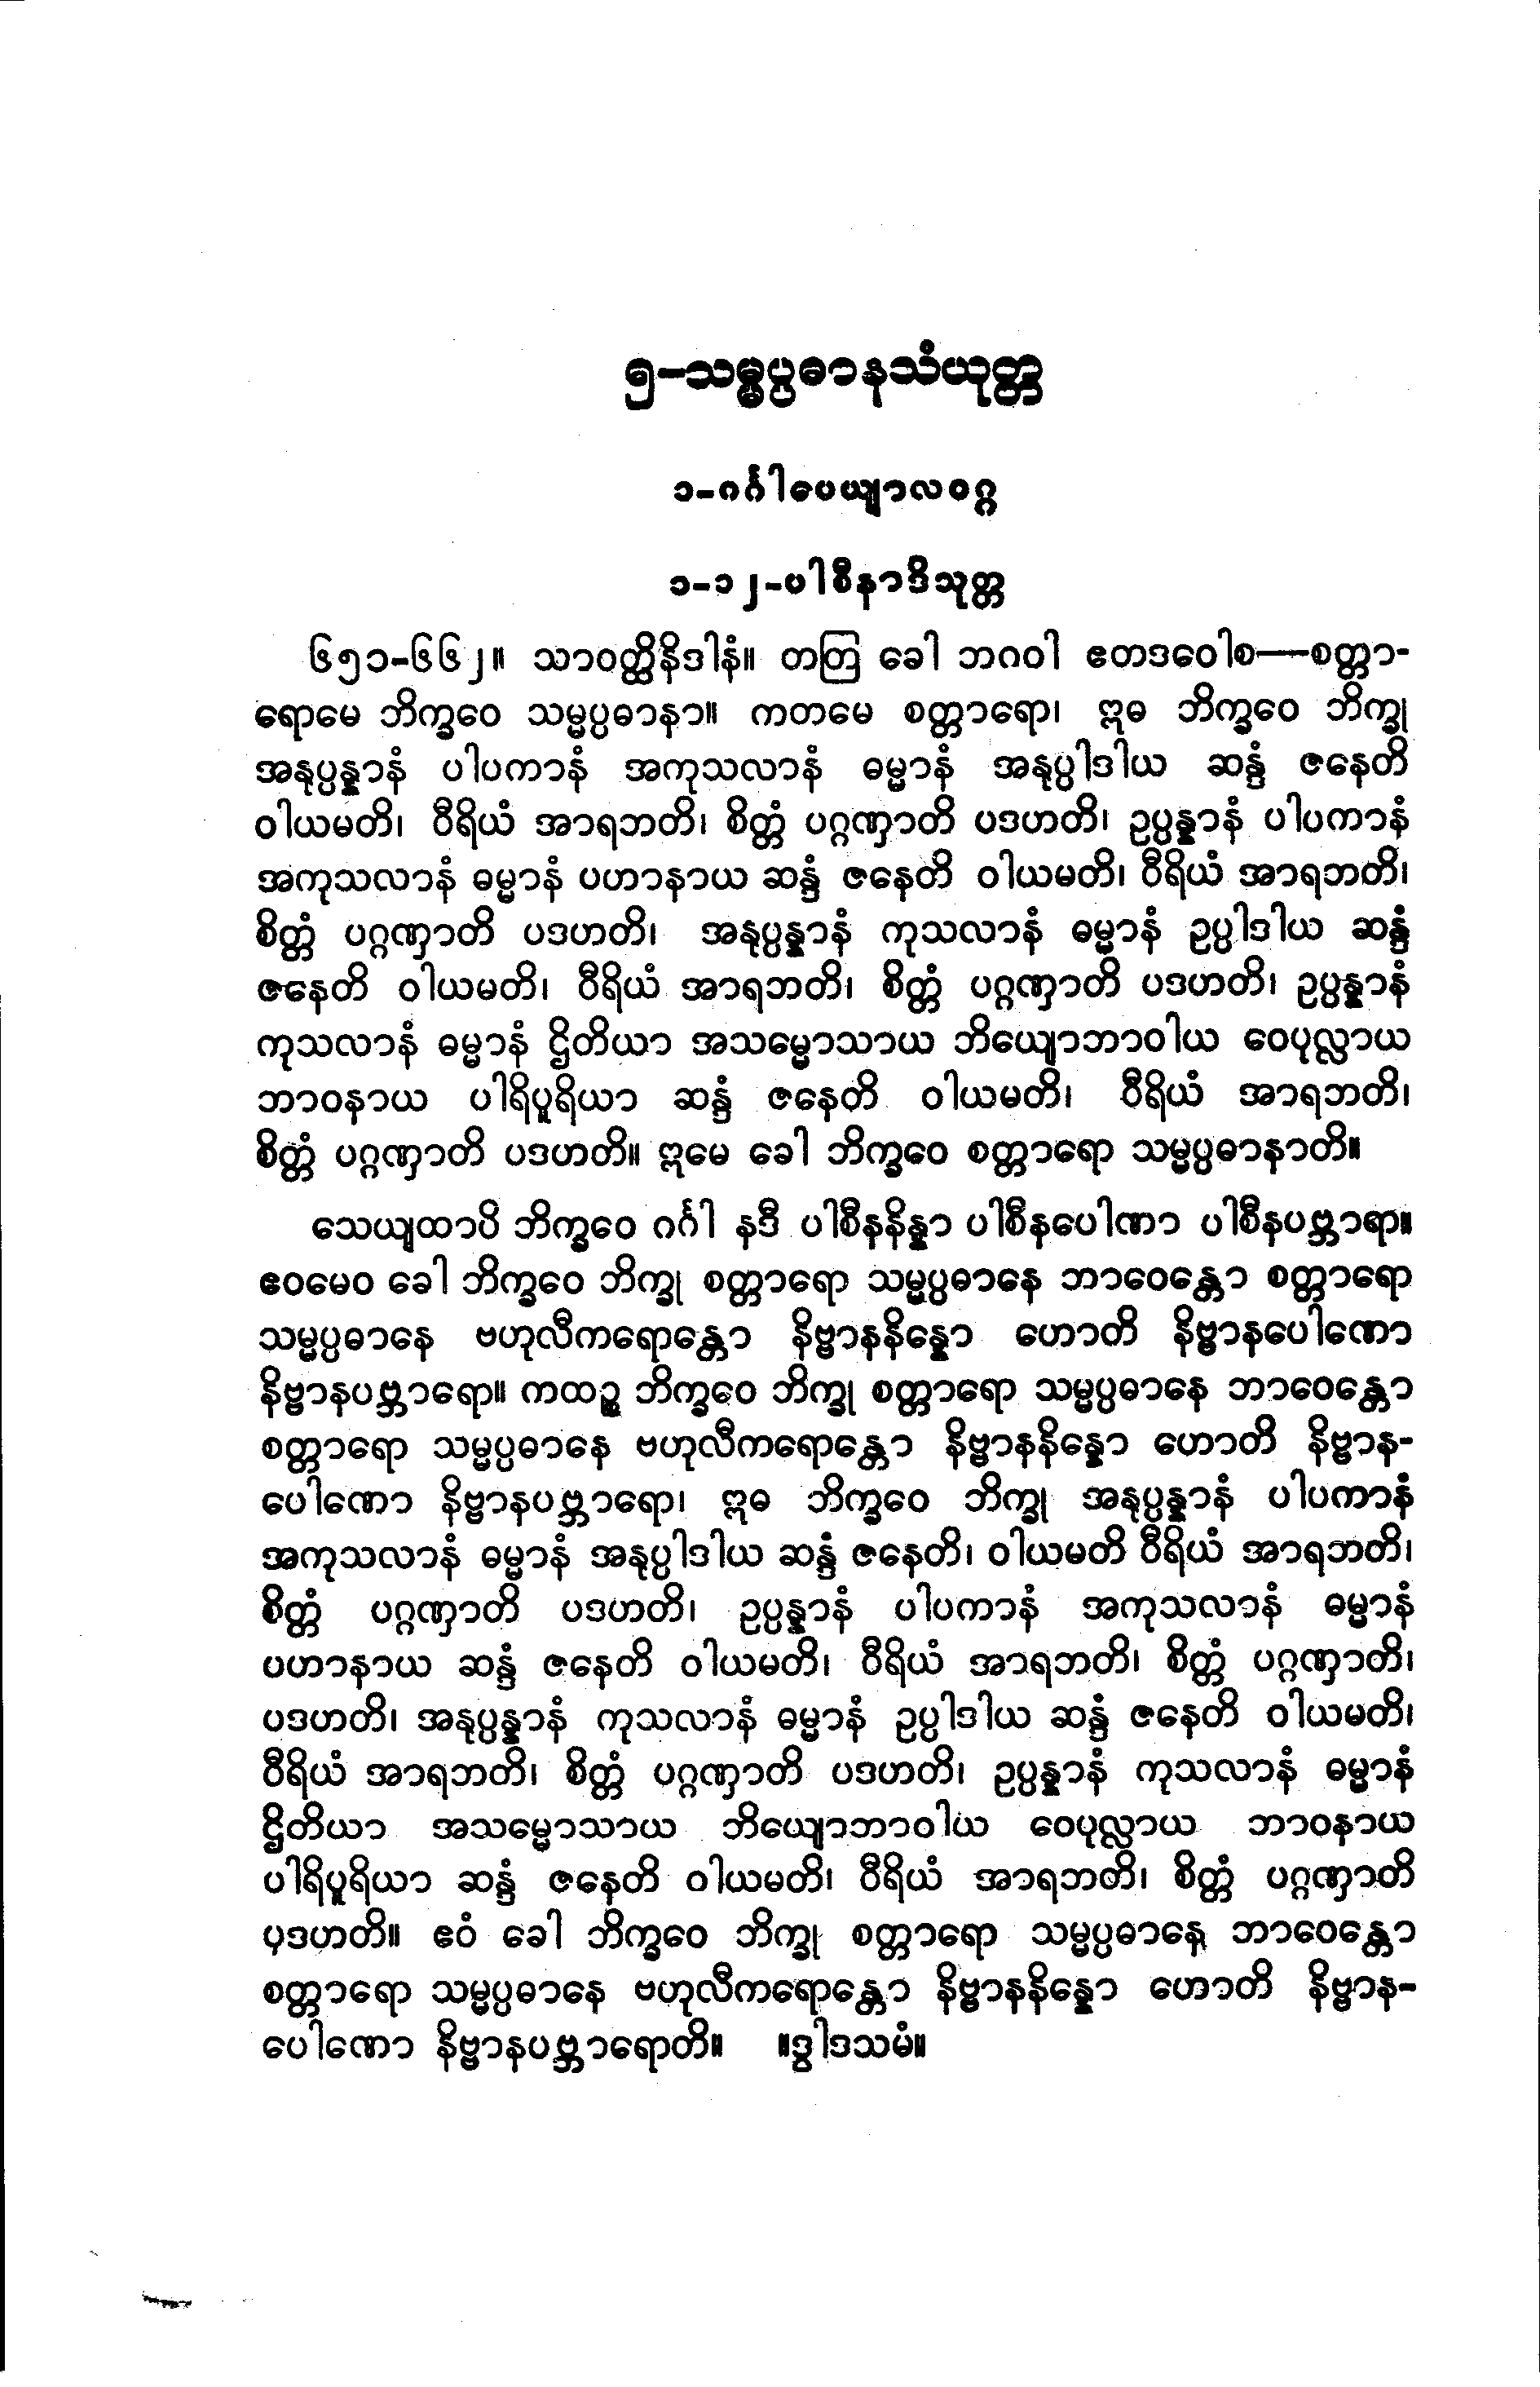 ၅-သမ္မပ္ပဓာနသံယုတ္တ
၁-ဂင်္ဂါပေယျာလဝဂ္ဂ
၁-၁၂-ပါစီနာဒိသုတ္တ
၆၅၁-၆၆၂။ သာဝတ္ထိနိဒါနံ။ တတြ ခေါ ဘဂဝါ ဧတဒဝေါစ—စတ္တာ-
ရောမေ ဘိက္ခဝေ သမ္မပ္ပဓာနာ။ ကတမေ စတ္တာရော၊ ဣဓ ဘိက္ခဝေ ဘိက္ခု
အနုပ္ပန္နာနံ ပါပကာနံ အကုသလာနံ ဓမ္မာနံ အနုပ္ပါဒါယ ဆန္ဒံ ဇနေတိ
ဝါယမတိ၊ ဝီရိယံ အာရဘတိ၊ စိတ္တံ ပဂ္ဂဏှာတိ ပဒဟတိ၊ ဥပ္ပန္နာနံ ပါပကာနံ
အကုသလာနံ ဓမ္မာနံ ပဟာနာယ ဆန္ဒံ ဇနေတိ ဝါယမတိ၊ ဝီရိယံ အာရဘတိ၊
စိတ္တံ ပဂ္ဂဏှာတိ ပဒဟတိ၊ အနုပ္ပန္နာနံ ကုသလာနံ ဓမ္မာနံ ဥပ္ပါဒါယ ဆန္ဒံ
ဇနေတိ ဝါယမတိ၊ ဝီရိယံ အာရဘတိ၊ စိတ္တံ ပဂ္ဂဏှာတိ ပဒဟတိ၊ ဥပ္ပန္နာနံ
ကုသလာနံ ဓမ္မာနံ ဌိတိယာ အသမ္မောသာယ ဘိယျောဘာဝါယ ဝေပုလ္လာယ
ဘာဝနာယ ပါရိပူရိယာ ဆန္ဒံ ဇနေတိ ဝါယမတိ၊ ဝီရိယံ အာရဘတိ၊
စိတ္တံ ပဂ္ဂဏှာတိ ပဒဟတိ။ ဣမေ ခေါ ဘိက္ခဝေ စတ္တာရော သမ္မပ္ပဓာနာတိ။
သေယျထာပိ ဘိက္ခဝေ ဂင်္ဂါ နဒီ ပါစီနနိန္နာ ပါစီနပေါဏာ ပါစီနပဗ္ဘာရာ။
ဧဝမေဝ ခေါ ဘိက္ခဝေ ဘိက္ခု စတ္တာရော သမ္မပ္ပဓာနေ ဘာဝေန္တော စတ္တာရော
သမ္မပ္ပဓာနေ ဗဟုလီကရောန္တော နိဗ္ဗာနနိန္နော ဟောတိ နိဗ္ဗာနပေါဏော
နိဗ္ဗာနပဗ္ဘာရော။ ကထဉ္စ ဘိက္ခဝေ ဘိက္ခု စတ္တာရော သမ္မပ္ပဓာနေ ဘာဝေန္တော
စတ္တာရော သမ္မပ္ပဓာနေ ဗဟုလီကရောန္တော နိဗ္ဗာနနိန္နော ဟောတိ နိဗ္ဗာန-
ပေါဏော နိဗ္ဗာနပဗ္ဘာရော၊ ဣဓ ဘိက္ခဝေ ဘိက္ခု အနုပ္ပန္နာနံ ပါပကာနံ
အကုသလာနံ ဓမ္မာနံ အနုပ္ပါဒါယ ဆန္ဒံ ဇနေတိ၊ ဝါယမတိ ဝီရိယံ အာရဘတိ၊
စိတ္တံ ပဂ္ဂဏှာတိ ပဒဟတိ၊ ဥပ္ပန္နာနံ ပါပကာနံ အကုသလာနံ ဓမ္မာနံ
ပဟာနာယ ဆန္ဒံ ဇနေတိ ဝါယမတိ၊ ဝီရိယံ အာရဘတိ၊ စိတ္တံ ပဂ္ဂဏှာတိ၊
ပဒဟတိ၊ အနုပ္ပန္နာနံ ကုသလာနံ ဓမ္မာနံ ဥပ္ပါဒါယ ဆန္ဒံ ဇနေတိ ဝါယမတိ၊
ဝီရိယံ အာရဘတိ၊ စိတ္တံ ပဂ္ဂဏှာတိ ပဒဟတိ၊ ဥပ္ပန္နာနံ ကုသလာနံ ဓမ္မာနံ
ဌိတိယာ အသမ္မောသာယ ဘိယျောဘာဝါယ ဝေပုလ္လာယ ဘာဝနာယ
ပါရိပူရိယာ ဆန္ဒံ ဇနေတိ ဝါယမတိ၊ ဝီရိယံ အာရဘတိ၊ စိတ္တံ ပဂ္ဂဏှာတိ
ပဒဟတိ။ ဧဝံ ခေါ ဘိက္ခဝေ ဘိက္ခု စတ္တာရော သမ္မပ္ပဓာနေ ဘာဝေန္တော
စတ္တာရော သမ္မပ္ပဓာနေ ဗဟုလီကရောန္တော နိဗ္ဗာနနိန္နော ဟောတိ နိဗ္ဗာန-
ပေါဏော နိဗ္ဗာနပဗ္ဘာရောတိ။ ။ဒွါဒသမံ။